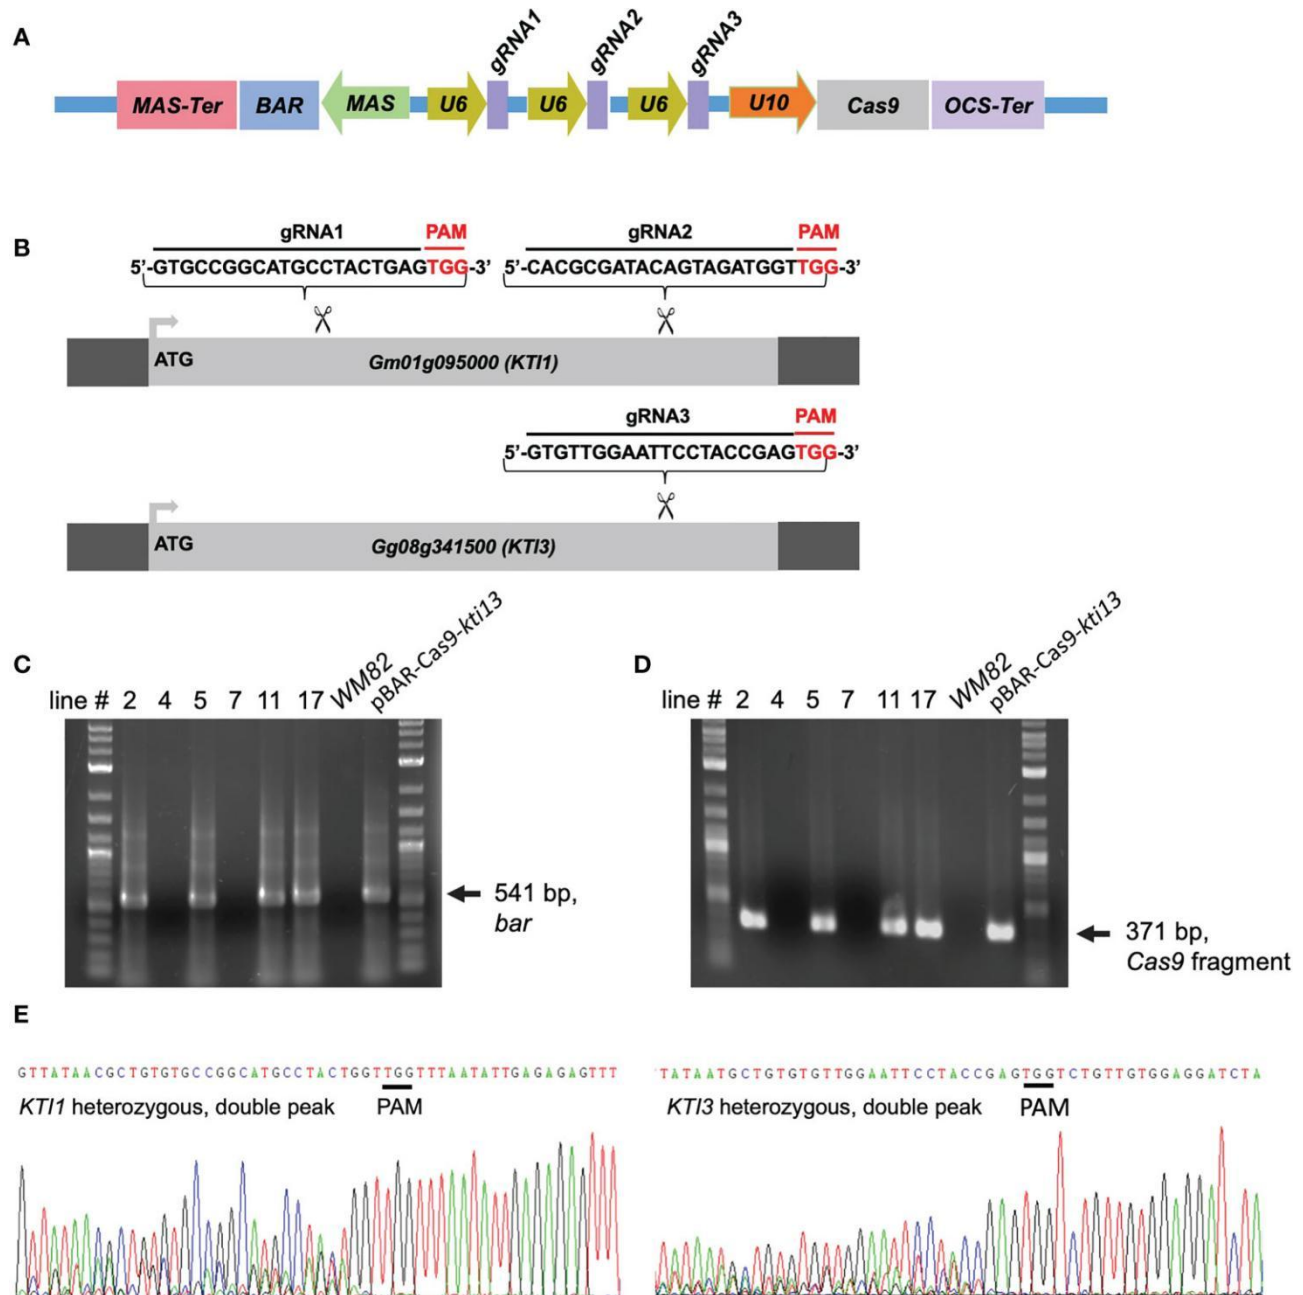 A
gRNA1
gRNA2
gRNA3
MAS-Ter BAR MAS U6 U6 U6 U10 Cas9 OCS-Ter
B
gRNA1 PAM gRNA2 PAM
5’-GTGCCGGCATGCCTACTGAGTGG-3’ 5’-CACGCGATACAGTAGATGGTTGG-3’
ATG Gm01g095000 (KTI1)
gRNA3 PAM
5’-GTGTTGGAATTCCTACCGAGTGG-3’
ATG Gg08g341500 (KTI3)
C
line # 2 4 5 7 11 17 WM82 pBAR-Cas9-kti13
541 bp,
bar
D
line # 2 4 5 7 11 17 WM82 pBAR-Cas9-kti13
371 bp,
Cas9 fragment
E
GTTATAACGCTGTGTGCCGGCATGCCTACTGGTTGGTTTAATATTGAGAGAGTTT
KTI1 heterozygous, double peak PAM
TATAATGCTGTGTGTTGGAATTCCTACCGAGTGGTCTGTTGTGGAGGATCTA
KTI3 heterozygous, double peak PAM